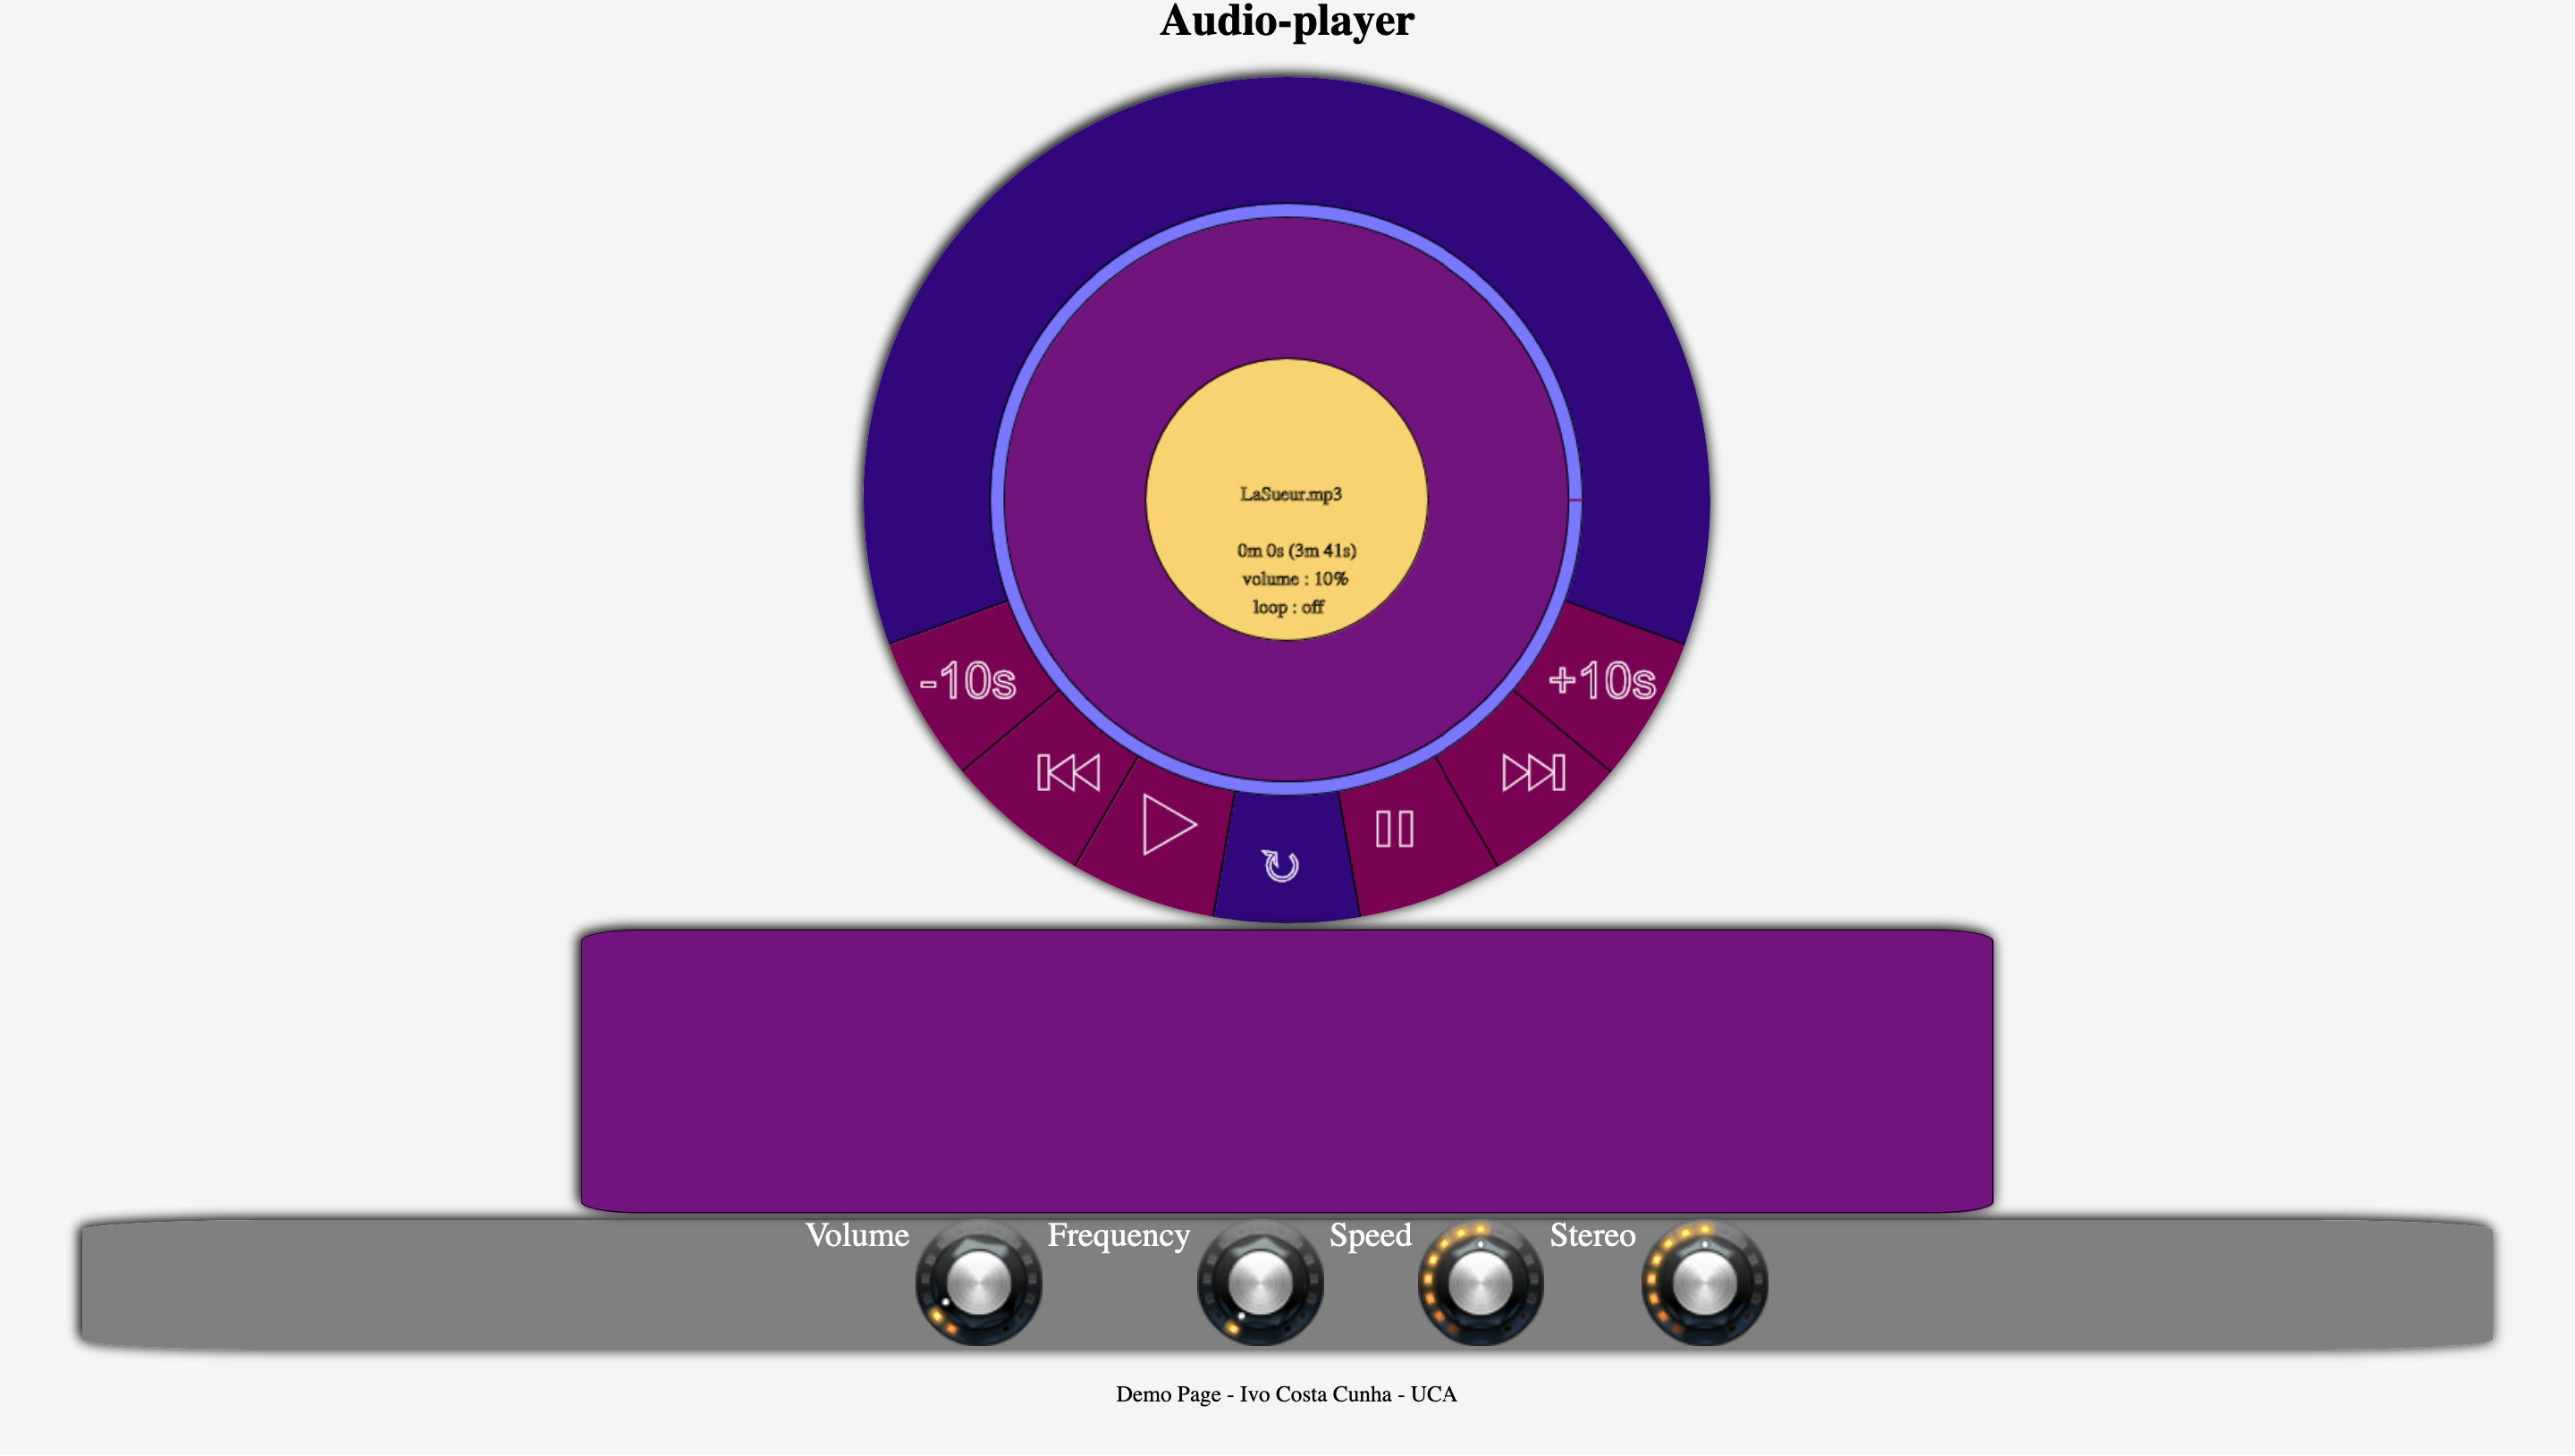 Audio-player
LaSueur.mp3
0m 0s (3m 41s)
volume : 10%
loop : off
-10s
+10s
Volume
Frequency
Speed
Stereo
Demo Page - Ivo Costa Cunha - UCA